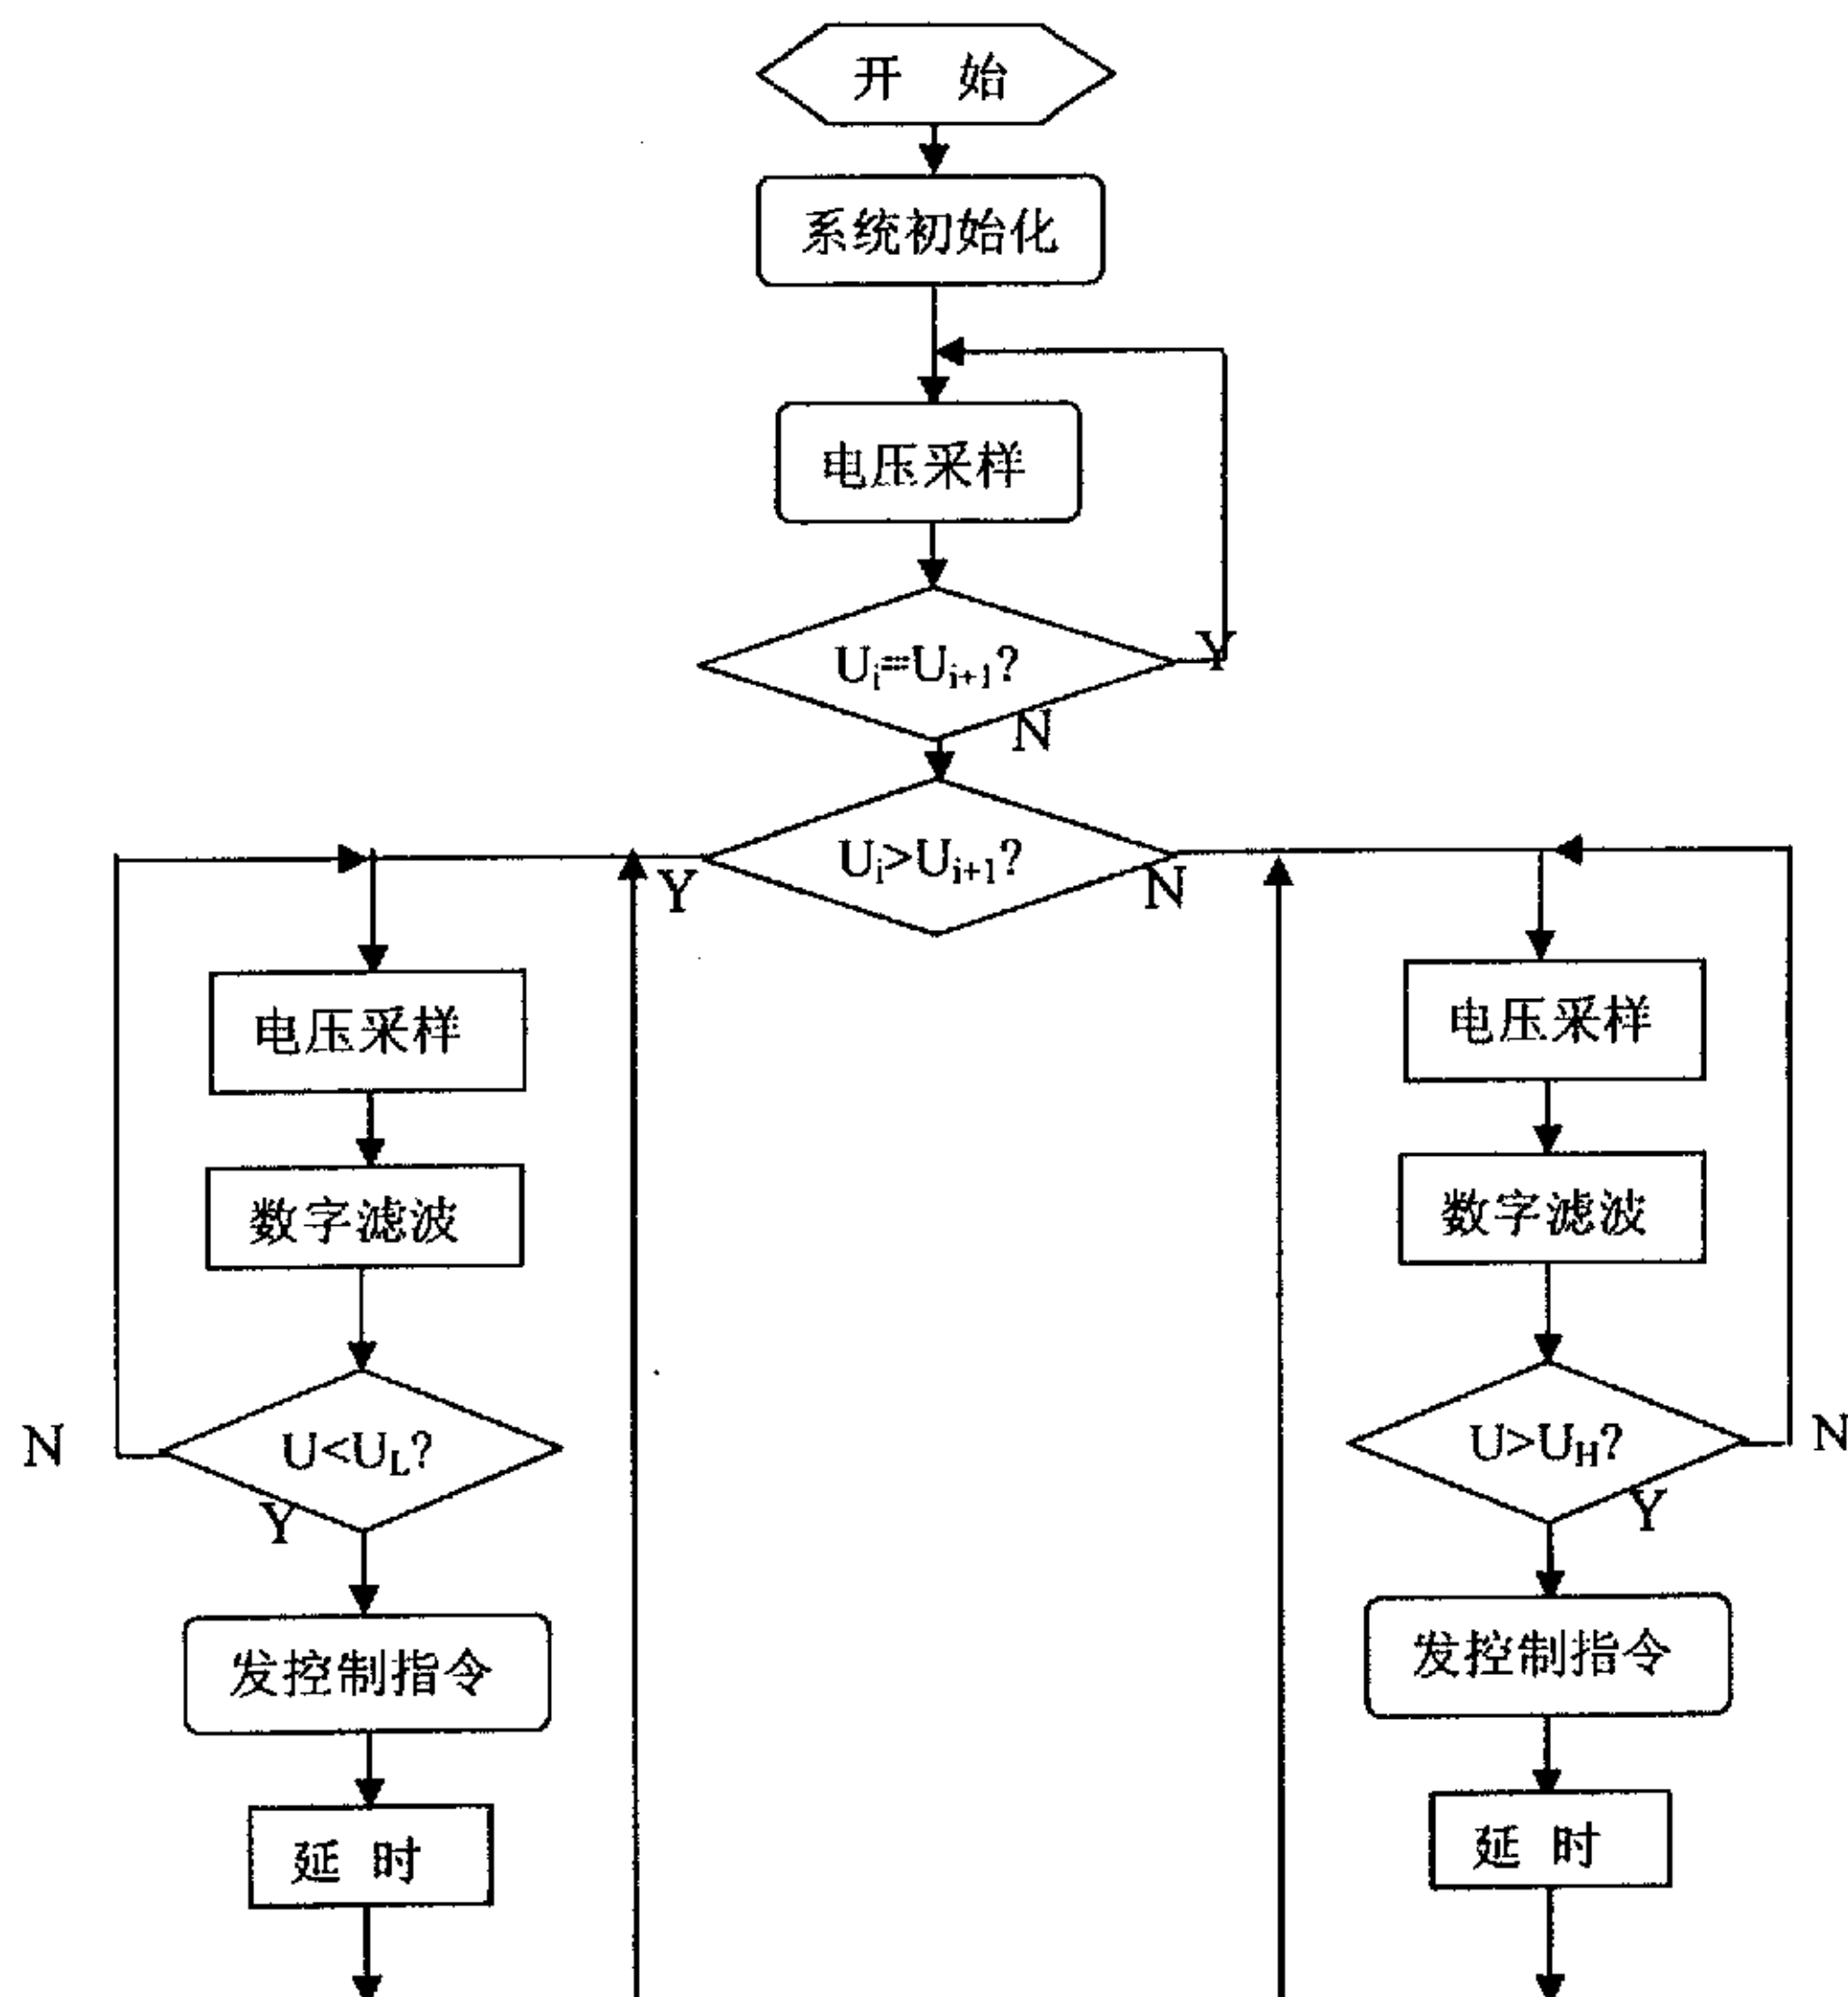 开 始
系统初始化
电压采样
Uᵢ=Uᵢ₊₁?
Y
N
Uᵢ>Uᵢ₊₁?
Y
N
电压采样
数字滤波
U<U_L?
N
Y
发控制指令
延 时
电压采样
数字滤波
U>U_H?
N
Y
发控制指令
延 时